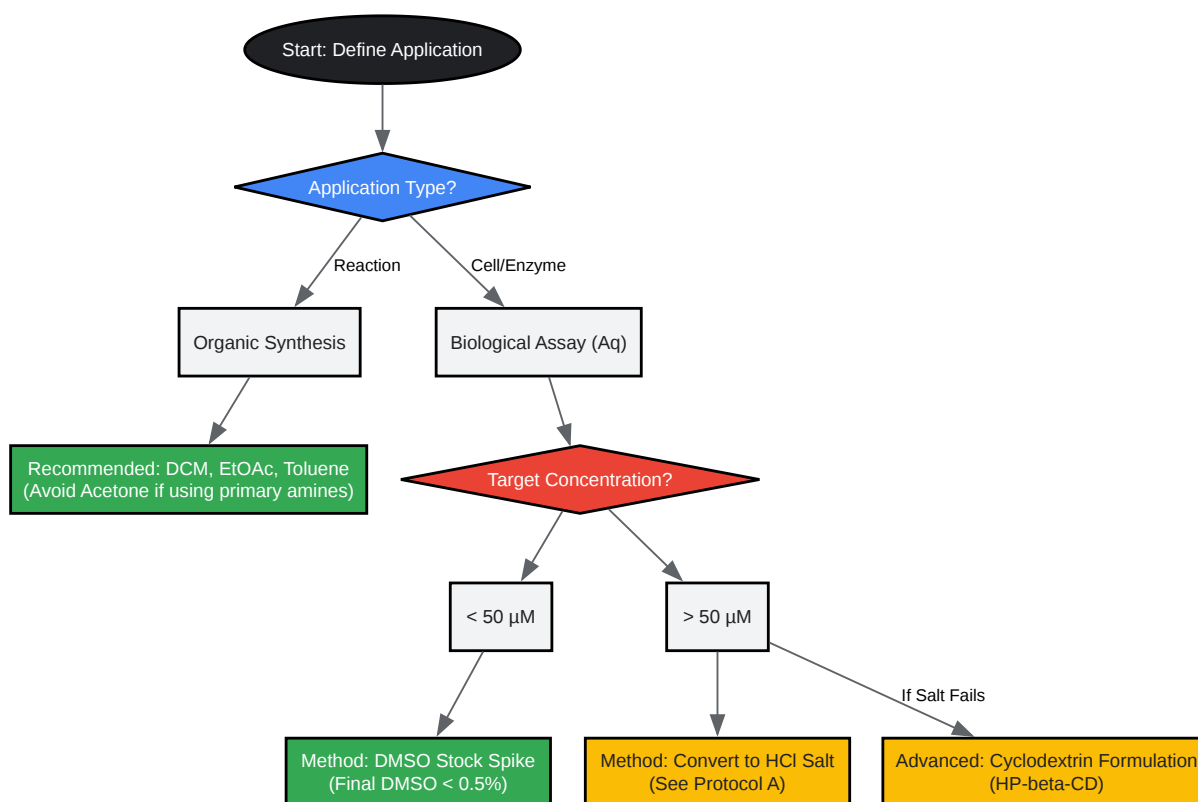 Start: Define Application
Application Type?
Reaction
Cell/Enzyme
Organic Synthesis
Biological Assay (Aq)
Recommended: DCM, EtOAc, Toluene
(Avoid Acetone if using primary amines)
Target Concentration?
< 50 µM
> 50 µM
If Salt Fails
Method: DMSO Stock Spike
(Final DMSO < 0.5%)
Method: Convert to HCl Salt
(See Protocol A)
Advanced: Cyclodextrin Formulations
(HP-beta-CD)